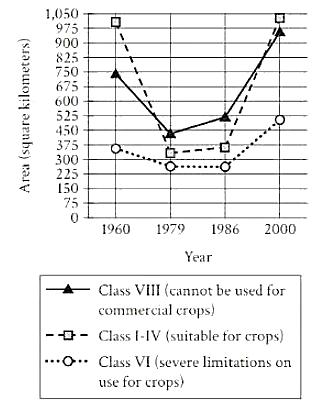 1,050
975
900
825
750
675
600
525
450
375
300
225
150
75
0
Area (square kilometers)
1960 1979 1986 2000
Year
Class VIII (cannot be used for
commercial crops)
Class I-IV (suitable for crops)
Class VI (severe limitations on
use for crops)